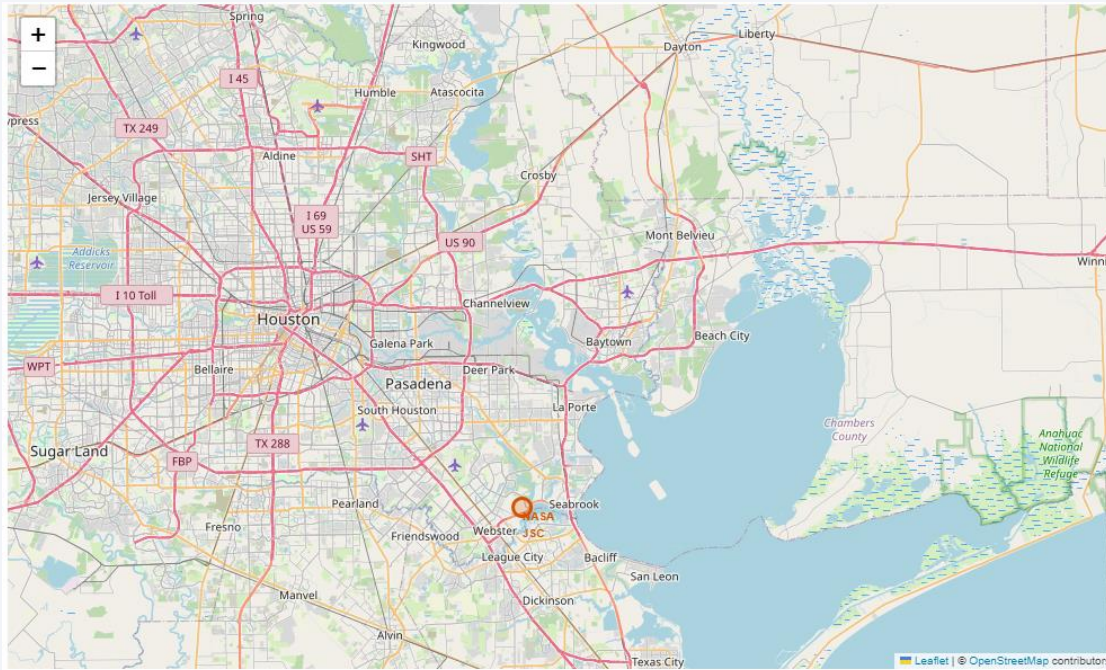 +
−
Spring
Kingwood
Dayton
Liberty
I 45
Humble
Atascocita
TX 249
Aldine
SHT
Crosby
Jersey Village
I 69
US 59
US 90
Mont Belvieu
Addicks
Reservoir
I 10 Toll
Channelview
Houston
Galena Park
Baytown
Beach City
WPT
Bellaire
Pasadena
Deer Park
South Houston
La Porte
Chambers
County
Sugar Land
FBP
TX 288
Anahuac
National
Wildlife
Refuge
Pearland
Seabrook
NASA
JSC
Fresno
Friendswood
Webster
League City
Bacliff
San Leon
Manvel
Dickinson
Alvin
Texas City
Leaflet | © OpenStreetMap contributor